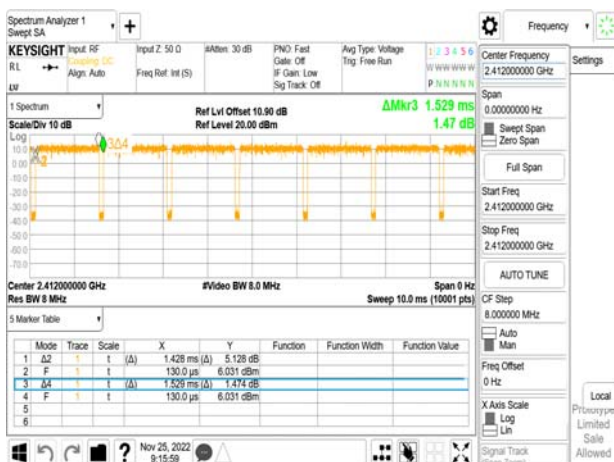 Spectrum Analyzer 1
Swept SA
+
Frequency
KEYSIGHT
RL
Input: RF
Coupling: DC
Align: Auto
Input Z: 50 Ω
Freq Ref: Int (S)
#Atten: 30 dB
PNO: Fast
Gate: Off
IF Gain: Low
Sig Track: Off
Avg Type: Voltage
Trig: Free Run
1 2 3 4 5 6
W W W W W W
P N N N N N
1 Spectrum
Scale/Div 10 dB
Ref Lvl Offset 10.90 dB
Ref Level 20.00 dBm
ΔMkr3 1.529 ms
1.47 dB
Log
10.0
0.00
-10.0
-20.0
-30.0
-40.0
-50.0
-60.0
-70.0
2
3Δ4
Center 2.412000000 GHz
Res BW 8 MHz
#Video BW 8.0 MHz
Span 0 Hz
Sweep 10.0 ms (10001 pts)
5 Marker Table
Mode Trace Scale X Y Function Function Width Function Value
1 Δ2 1 t (Δ) 1.428 ms (Δ) 5.128 dB
2 F 1 t 130.0 µs 6.031 dBm
3 Δ4 1 t (Δ) 1.529 ms (Δ) 1.474 dB
4 F 1 t 130.0 µs 6.031 dBm
5
6
?
Nov 25, 2022
9:15:59
Center Frequency
2.412000000 GHz
Span
0.00000000 Hz
Swept Span
Zero Span
Full Span
Start Freq
2.412000000 GHz
Stop Freq
2.412000000 GHz
AUTO TUNE
CF Step
8.000000 MHz
Auto
Man
Freq Offset
0 Hz
X Axis Scale
Log
Lin
Signal Track
Settings
Local
Prototype
Limited
Sale
Allowed